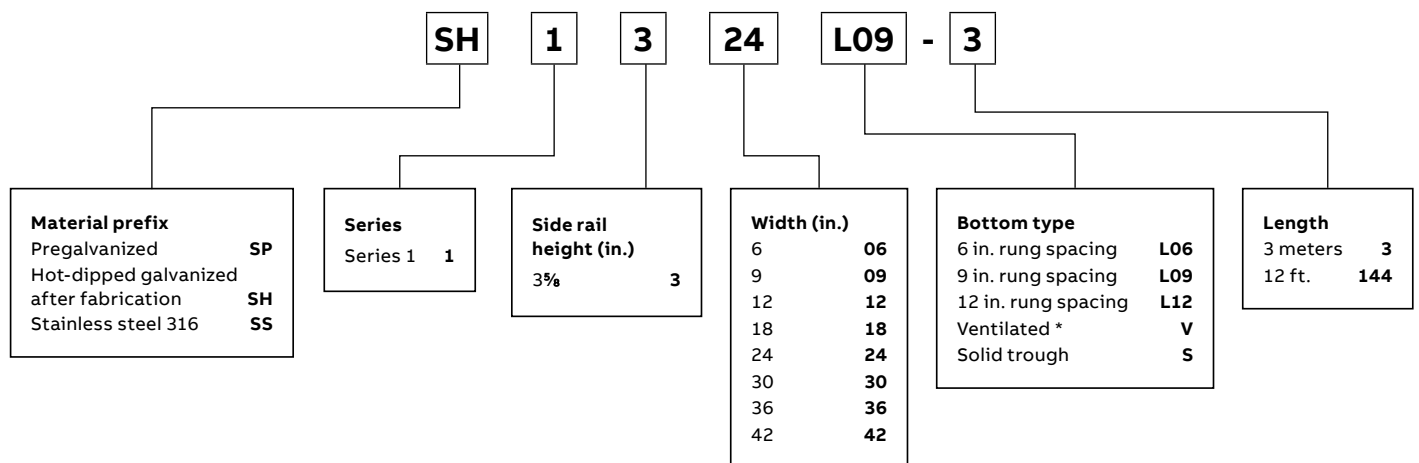 SH 1 3 24 L09 - 3
Material prefix
Pregalvanized SP
Hot-dipped galvanized
after fabrication SH
Stainless steel 316 SS
Series
Series 1 1
Side rail
height (in.)
3⅝ 3
Width (in.)
6 06
9 09
12 12
18 18
24 24
30 30
36 36
42 42
Bottom type
6 in. rung spacing L06
9 in. rung spacing L09
12 in. rung spacing L12
Ventilated * V
Solid trough S
Length
3 meters 3
12 ft. 144